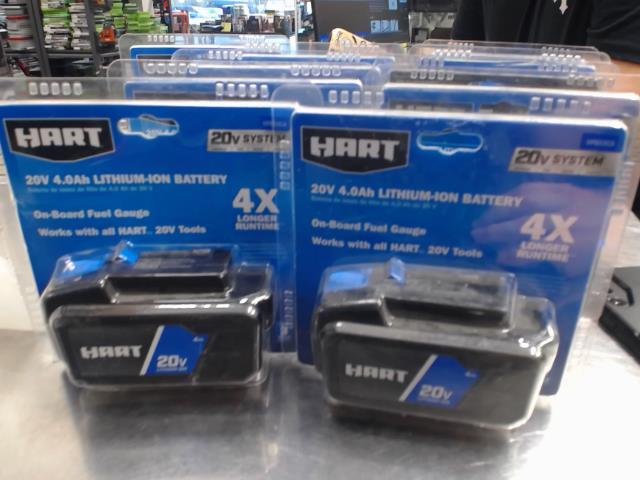 HART
20V SYSTEM
20V 4.0Ah LITHIUM-ION BATTERY
On-Board Fuel Gauge
Works with all HART™ 20V Tools
4X
LONGER
RUNTIME
HART
20V
HART
20V SYSTEM
20V 4.0Ah LITHIUM-ION BATTERY
On-Board Fuel Gauge
Works with all HART™ 20V Tools
4X
LONGER
RUNTIME
HART
20V